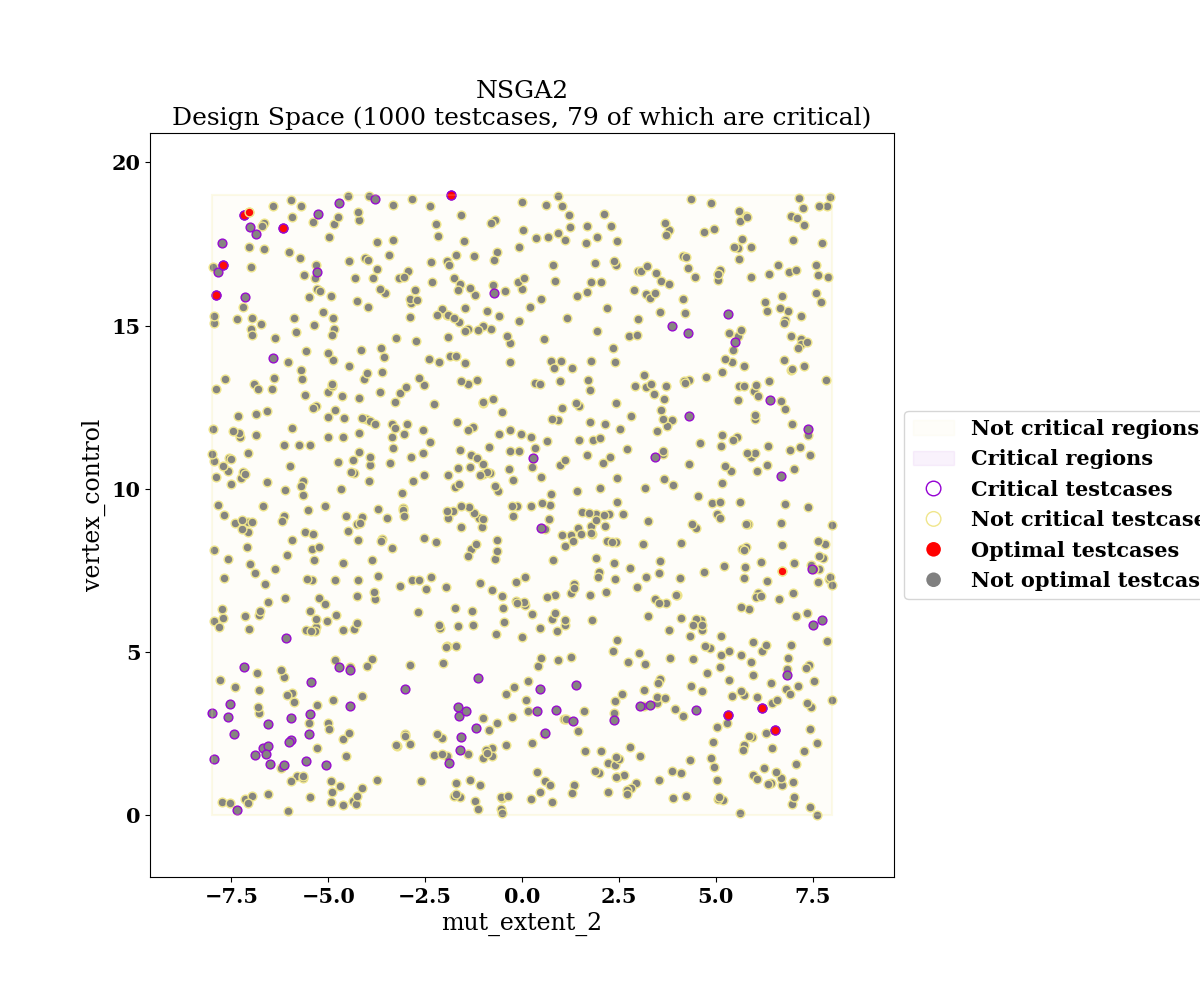 NSGA2
Design Space (1000 testcases, 79 of which are critical)
20
15
10
5
0
vertex_control
−7.5 −5.0 −2.5 0.0 2.5 5.0 7.5
mut_extent_2
Not critical regions
Critical regions
Critical testcases
Not critical testcase
Optimal testcases
Not optimal testcas